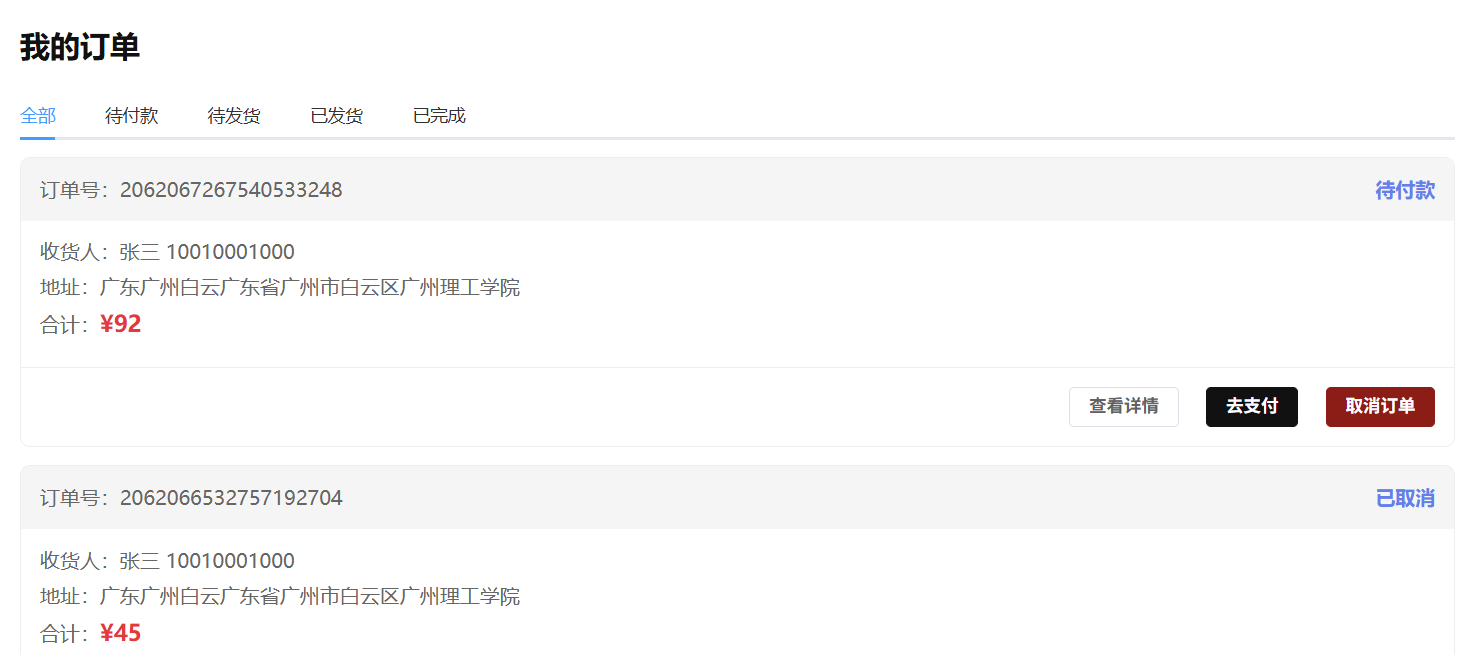 我的订单
全部 待付款 待发货 已发货 已完成
订单号：2062067267540533248 待付款
收货人：张三 10010001000
地址：广东广州白云广东省广州市白云区广州理工学院
合计：¥92
查看详情 去支付 取消订单
订单号：2062066532757192704 已取消
收货人：张三 10010001000
地址：广东广州白云广东省广州市白云区广州理工学院
合计：¥45